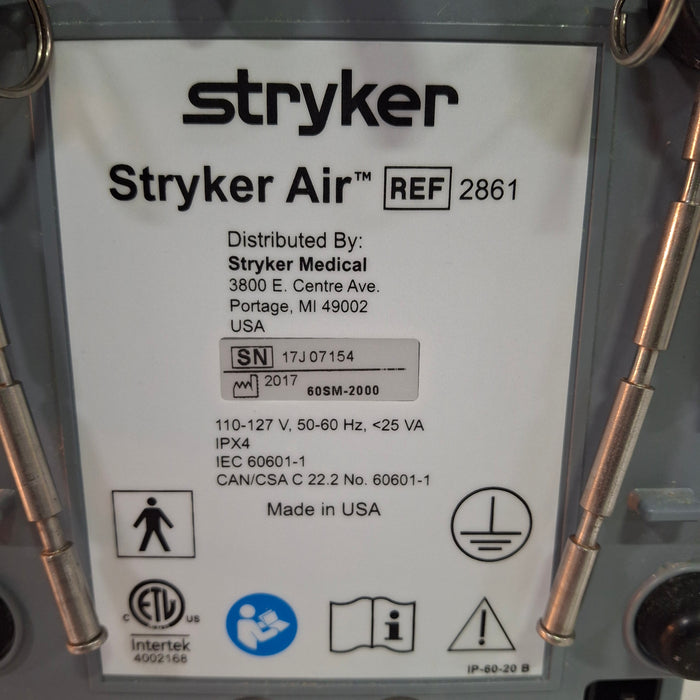 stryker
Stryker Air™ REF 2861
Distributed By:
Stryker Medical
3800 E. Centre Ave.
Portage, MI 49002
USA
SN 17J07154
2017 60SM-2000
110-127 V, 50-60 Hz, <25 VA
IPX4
IEC 60601-1
CAN/CSA C 22.2 No. 60601-1
Made in USA
C ETL US
Intertek
4002168
i
!
IP-60-20 B